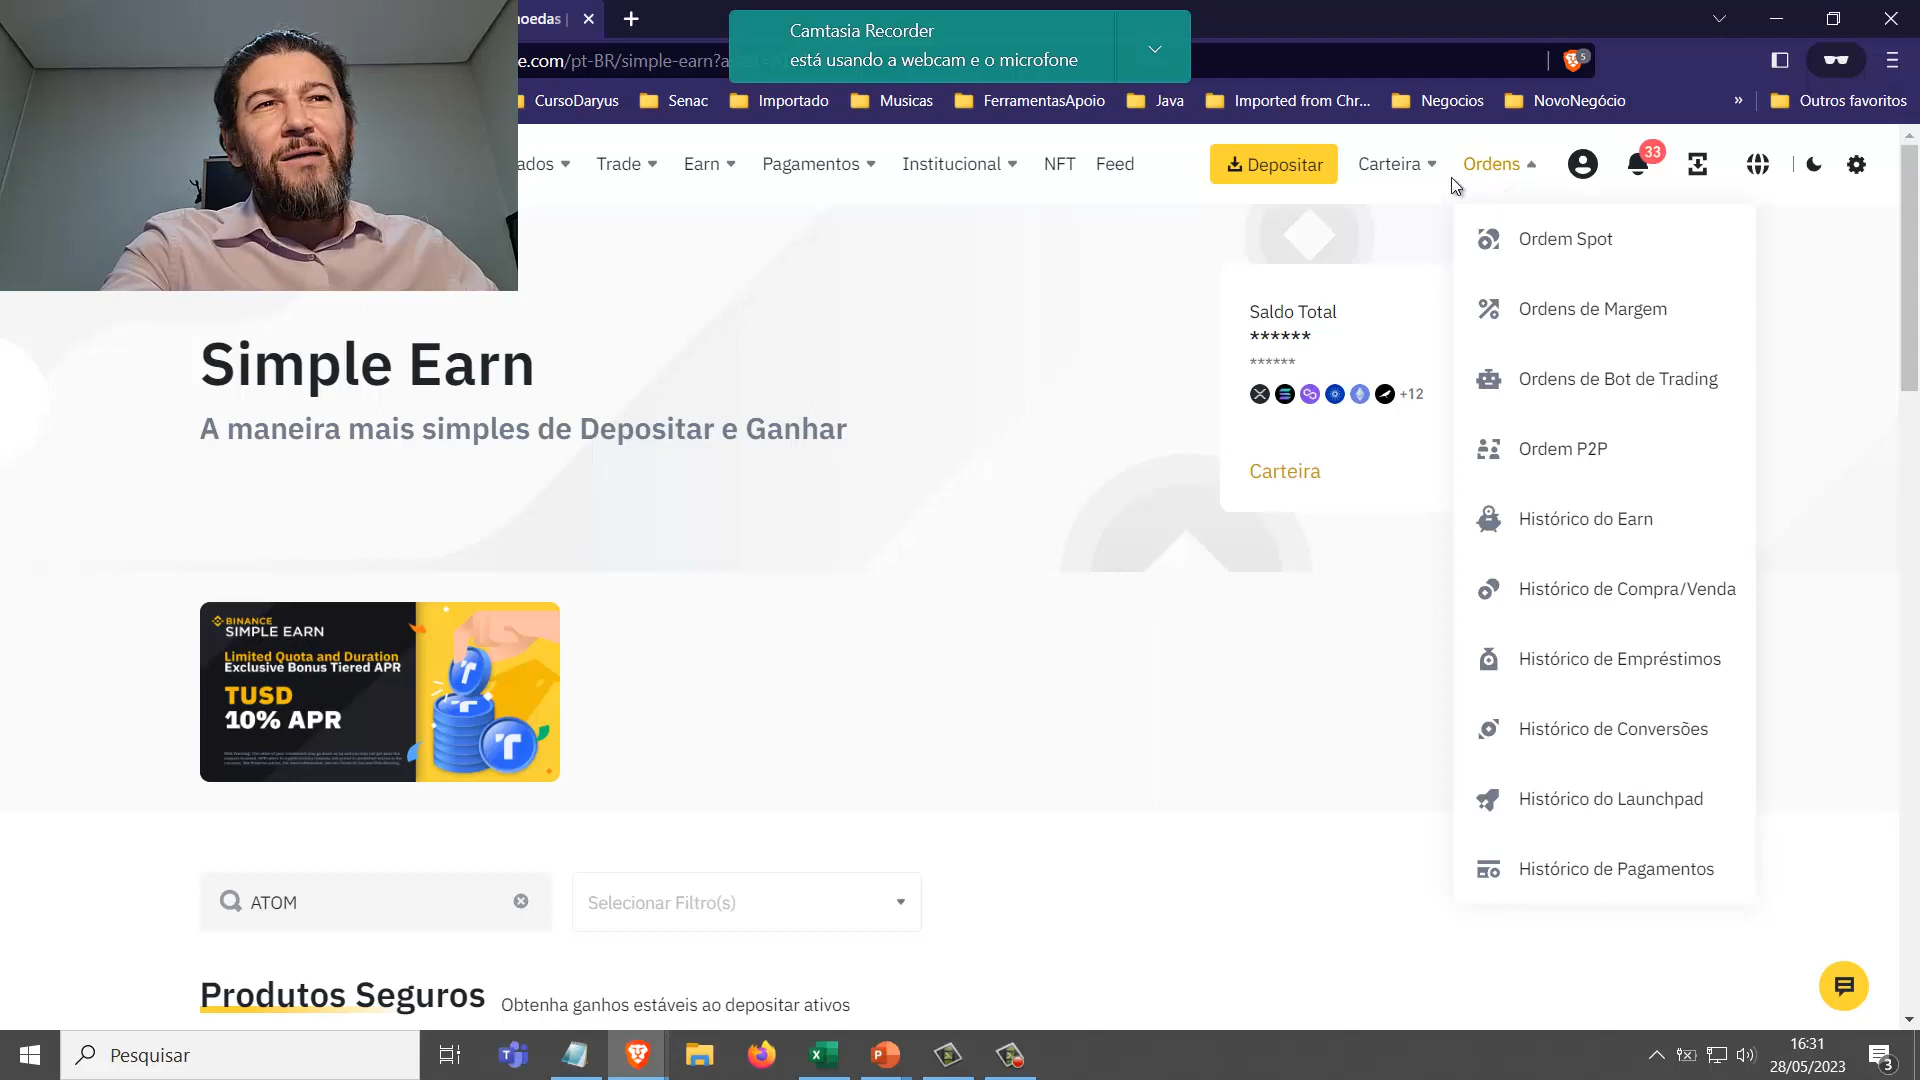 oedas |
Camtasia Recorder
está usando a webcam e o microfone
e.com/pt-BR/simple-earn?
5
CursoDaryus
Senac
Importado
Musicas
FerramentasApoio
Java
Imported from Chr...
Negocios
NovoNegócio
»
Outros favoritos
ados
Trade
Earn
Pagamentos
Institucional
NFT
Feed
Depositar
Carteira
Ordens
33
Ordem Spot
Ordens de Margem
Ordens de Bot de Trading
Ordem P2P
Histórico do Earn
Histórico de Compra/Venda
Histórico de Empréstimos
Histórico de Conversões
Histórico do Launchpad
Histórico de Pagamentos
Saldo Total
******
******
+12
Carteira
Simple Earn
A maneira mais simples de Depositar e Ganhar
BINANCE
SIMPLE EARN
Limited Quota and Duration
Exclusive Bonus Tiered APR
TUSD
10% APR
ATOM
Selecionar Filtro(s)
Produtos Seguros
Obtenha ganhos estáveis ao depositar ativos
Pesquisar
16:31
28/05/2023
3